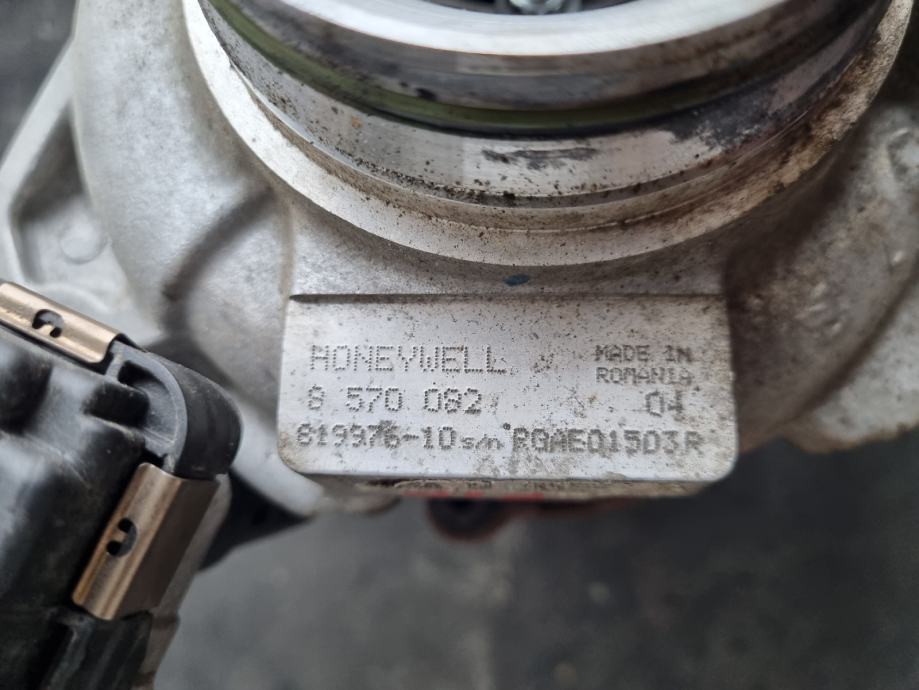 HONEYWELL
MADE IN
ROMANIA
8 570 082
04
819976-10 s/n RGAE01503R